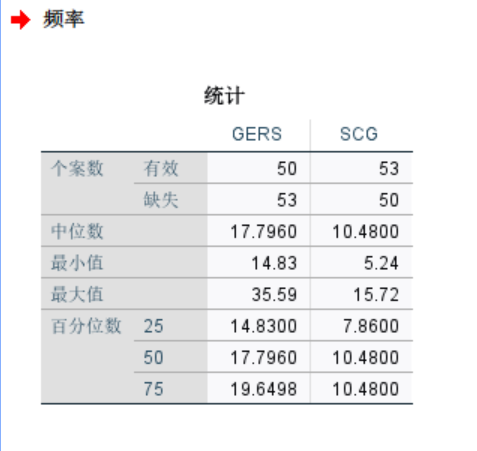 频率
统计
GERS SCG
个案数 有效 50 53
缺失 53 50
中位数 17.7960 10.4800
最小值 14.83 5.24
最大值 35.59 15.72
百分位数 25 14.8300 7.8600
50 17.7960 10.4800
75 19.6498 10.4800